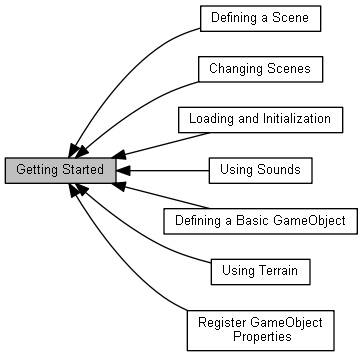 Defining a Scene
Changing Scenes
Loading and Initialization
Getting Started
Using Sounds
Defining a Basic GameObject
Using Terrain
Register GameObject
Properties